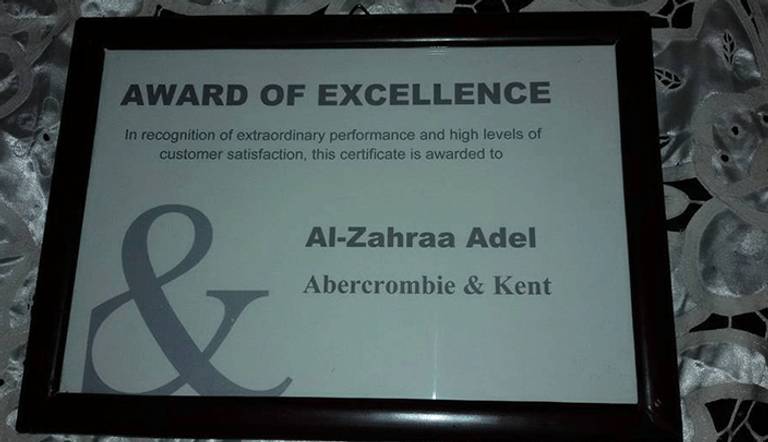 AWARD OF EXCELLENCE
In recognition of extraordinary performance and high levels of
customer satisfaction, this certificate is awarded to
Al-Zahraa Adel
Abercrombie & Kent
&